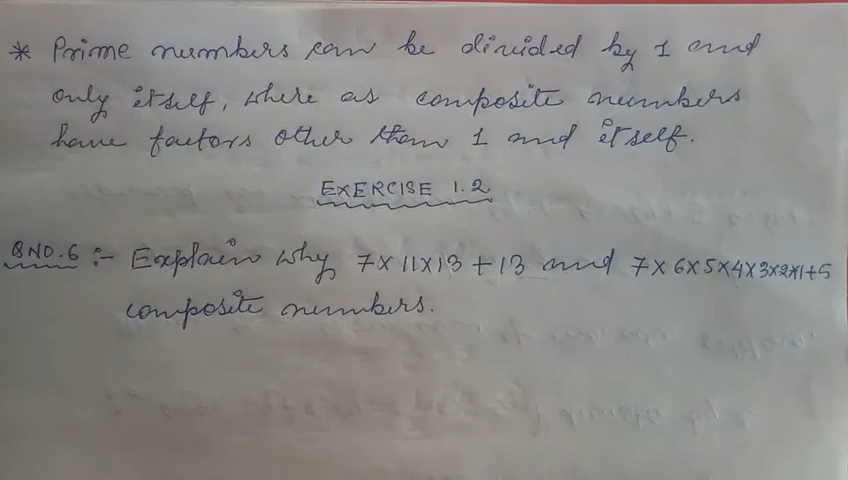 * Prime numbers can be divided by 1 and
only itself, where as composite numbers
have factors other than 1 and itself.
EXERCISE 1.2
QNO.6 :- Explain why 7×11×13+13 and 7×6×5×4×3×2×1+5
composite numbers.